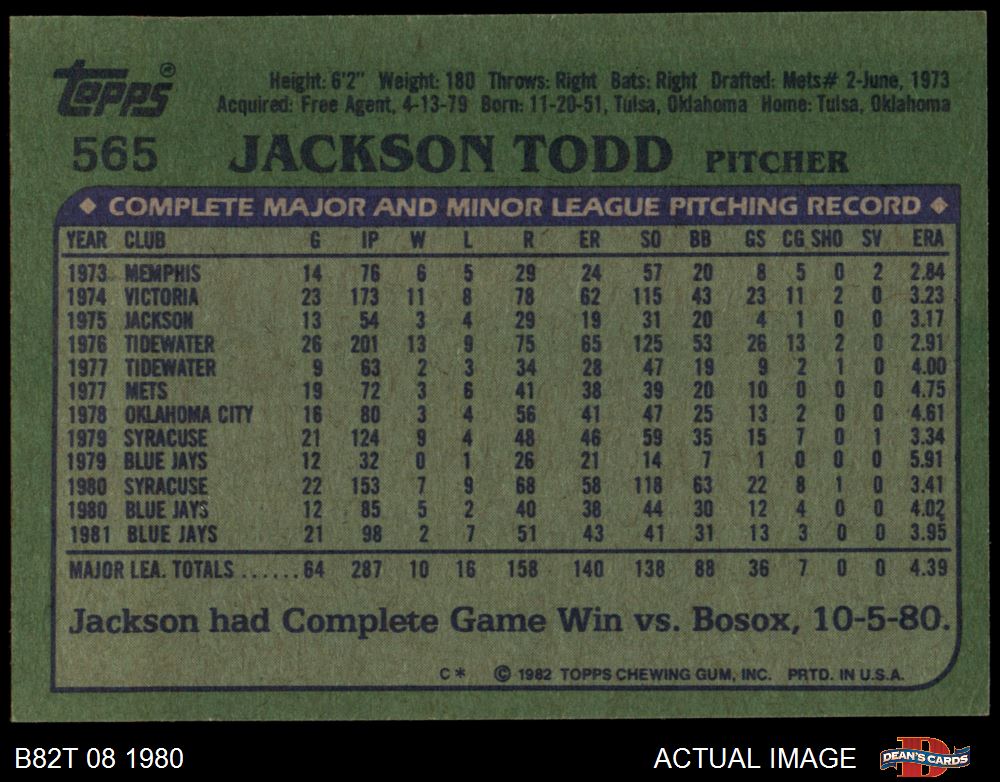 Topps®
Height: 6'2" Weight: 180 Throws: Right Bats: Right Drafted: Mets# 2-June, 1973
Acquired: Free Agent, 4-13-79 Born: 11-20-51, Tulsa, Oklahoma Home: Tulsa, Oklahoma
565 JACKSON TODD PITCHER
◆ COMPLETE MAJOR AND MINOR LEAGUE PITCHING RECORD ◆
YEAR CLUB G IP W L R ER SO BB GS CG SHO SV ERA
1973 MEMPHIS 14 76 6 5 29 24 57 20 8 5 0 2 2.84
1974 VICTORIA 23 173 11 8 78 62 115 43 23 11 2 0 3.23
1975 JACKSON 13 54 3 4 29 19 31 20 4 1 0 0 3.17
1976 TIDEWATER 26 201 13 9 75 65 125 53 26 13 2 0 2.91
1977 TIDEWATER 9 63 2 3 34 28 47 19 9 2 1 0 4.00
1977 METS 19 72 3 6 41 38 39 20 10 0 0 0 4.75
1978 OKLAHOMA CITY 16 80 3 4 56 41 47 25 13 2 0 0 4.61
1979 SYRACUSE 21 124 9 4 48 46 59 35 15 7 0 1 3.34
1979 BLUE JAYS 12 32 0 1 26 21 14 7 1 0 0 0 5.91
1980 SYRACUSE 22 153 7 9 68 58 118 63 22 8 1 0 3.41
1980 BLUE JAYS 12 85 5 2 40 38 44 30 12 4 0 0 4.02
1981 BLUE JAYS 21 98 2 7 51 43 41 31 13 3 0 0 3.95
MAJOR LEA. TOTALS ...... 64 287 10 16 158 140 138 88 36 7 0 0 4.39
Jackson had Complete Game Win vs. Bosox, 10-5-80.
C* © 1982 TOPPS CHEWING GUM, INC. PRTD. IN U.S.A.
B82T 08 1980 ACTUAL IMAGE DEAN'S CARDS